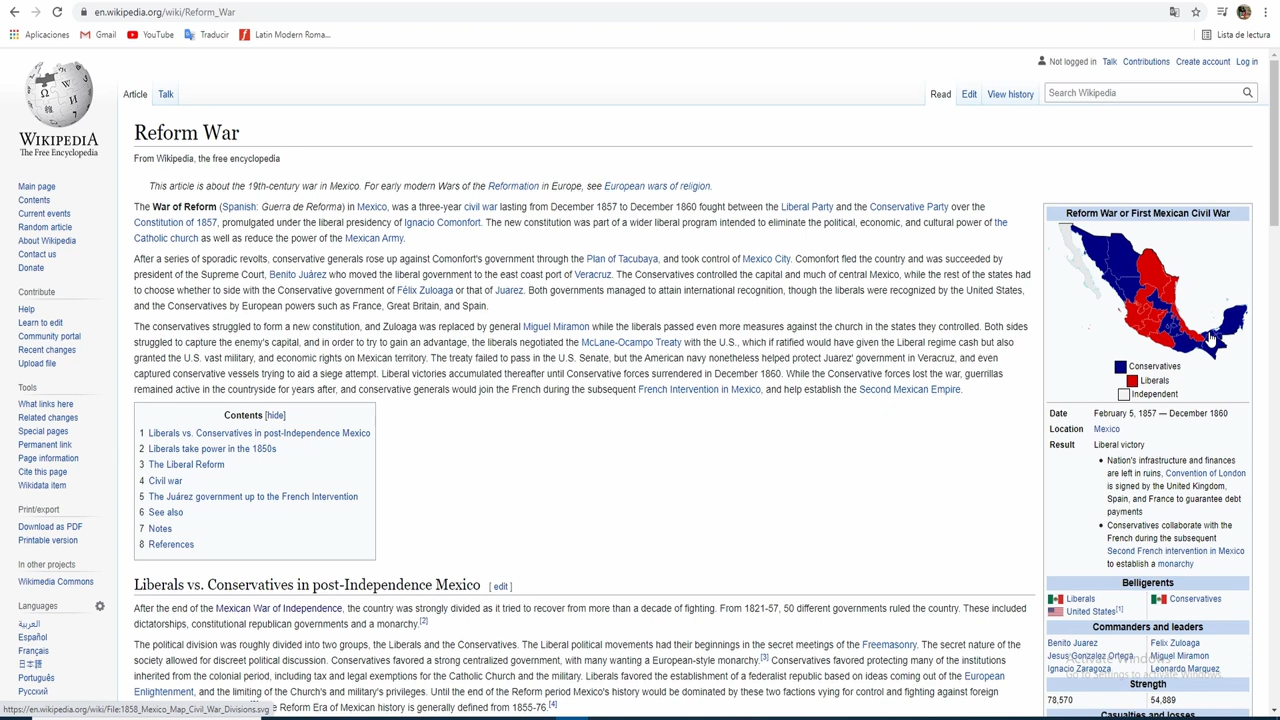 en.wikipedia.org/wiki/Reform_War
Aplicaciones Gmail YouTube Traducir Latin Modern Roma... Lista de lectura
Not logged in Talk Contributions Create account Log in
Article Talk Read Edit View history Search Wikipedia
WIKIPEDIA
The Free Encyclopedia
Main page
Contents
Current events
Random article
About Wikipedia
Contact us
Donate
Contribute
Help
Learn to edit
Community portal
Recent changes
Upload file
Tools
What links here
Related changes
Special pages
Permanent link
Page information
Cite this page
Wikidata item
Print/export
Download as PDF
Printable version
In other projects
Wikimedia Commons
Languages
العربية
Español
Français
日本語
Português
Русский
Reform War
From Wikipedia, the free encyclopedia
This article is about the 19th-century war in Mexico. For early modern Wars of the Reformation in Europe, see European wars of religion.
The War of Reform (Spanish: Guerra de Reforma) in Mexico, was a three-year civil war lasting from December 1857 to December 1860 fought between the Liberal Party and the Conservative Party over the
Constitution of 1857, promulgated under the liberal presidency of Ignacio Comonfort. The new constitution was part of a wider liberal program intended to eliminate the political, economic, and cultural power of the
Catholic church as well as reduce the power of the Mexican Army.
After a series of sporadic revolts, conservative generals rose up against Comonfort's government through the Plan of Tacubaya, and took control of Mexico City. Comonfort fled the country and was succeeded by
president of the Supreme Court, Benito Juárez who moved the liberal government to the east coast port of Veracruz. The Conservatives controlled the capital and much of central Mexico, while the rest of the states had
to choose whether to side with the Conservative government of Félix Zuloaga or that of Juarez. Both governments managed to attain international recognition, though the liberals were recognized by the United States,
and the Conservatives by European powers such as France, Great Britain, and Spain.
The conservatives struggled to form a new constitution, and Zuloaga was replaced by general Miguel Miramon while the liberals passed even more measures against the church in the states they controlled. Both sides
struggled to capture the enemy's capital, and in order to try to gain an advantage, the liberals negotiated the McLane-Ocampo Treaty with the U.S., which if ratified would have given the Liberal regime cash but also
granted the U.S. vast military, and economic rights on Mexican territory. The treaty failed to pass in the U.S. Senate, but the American navy nonetheless helped protect Juarez' government in Veracruz, and even
captured conservative vessels trying to aid a siege attempt. Liberal victories accumulated thereafter until Conservative forces surrendered in December 1860. While the Conservative forces lost the war, guerrillas
remained active in the countryside for years after, and conservative generals would join the French during the subsequent French Intervention in Mexico, and help establish the Second Mexican Empire.
Contents [hide]
1 Liberals vs. Conservatives in post-Independence Mexico
2 Liberals take power in the 1850s
3 The Liberal Reform
4 Civil war
5 The Juárez government up to the French Intervention
6 See also
7 Notes
8 References
Liberals vs. Conservatives in post-Independence Mexico [ edit ]
After the end of the Mexican War of Independence, the country was strongly divided as it tried to recover from more than a decade of fighting. From 1821-57, 50 different governments ruled the country. These included
dictatorships, constitutional republican governments and a monarchy.[2]
The political division was roughly divided into two groups, the Liberals and the Conservatives. The Liberal political movements had their beginnings in the secret meetings of the Freemasonry. The secret nature of the
society allowed for discreet political discussion. Conservatives favored a strong centralized government, with many wanting a European-style monarchy.[3] Conservatives favored protecting many of the institutions
inherited from the colonial period, including tax and legal exemptions for the Catholic Church and the military. Liberals favored the establishment of a federalist republic based on ideas coming out of the European
Enlightenment, and the limiting of the Church's and military's privileges. Until the end of the Reform period Mexico's history would be dominated by these two factions vying for control and fighting against foreign
e Reform Era of Mexican history is generally defined from 1855-76.[4]
Reform War or First Mexican Civil War
Conservatives
Liberals
Independent
Date February 5, 1857 — December 1860
Location Mexico
Result Liberal victory
• Nation's infrastructure and finances
are left in ruins, Convention of London
is signed by the United Kingdom,
Spain, and France to guarantee debt
payments
• Conservatives collaborate with the
French during the subsequent
Second French intervention in Mexico
to establish a monarchy
Belligerents
Liberals Conservatives
United States[1]
Commanders and leaders
Benito Juarez Felix Zuloaga
Jesus Gonzalez Ortega Miguel Miramon
Ignacio Zaragoza Leonardo Marquez
Activate Windows
Go to Settings to activate Windows.
Strength
78,570 54,889
Casualties and losses
https://en.wikipedia.org/wiki/File:1858_Mexico_Map_Civil_War_Divisions.svg